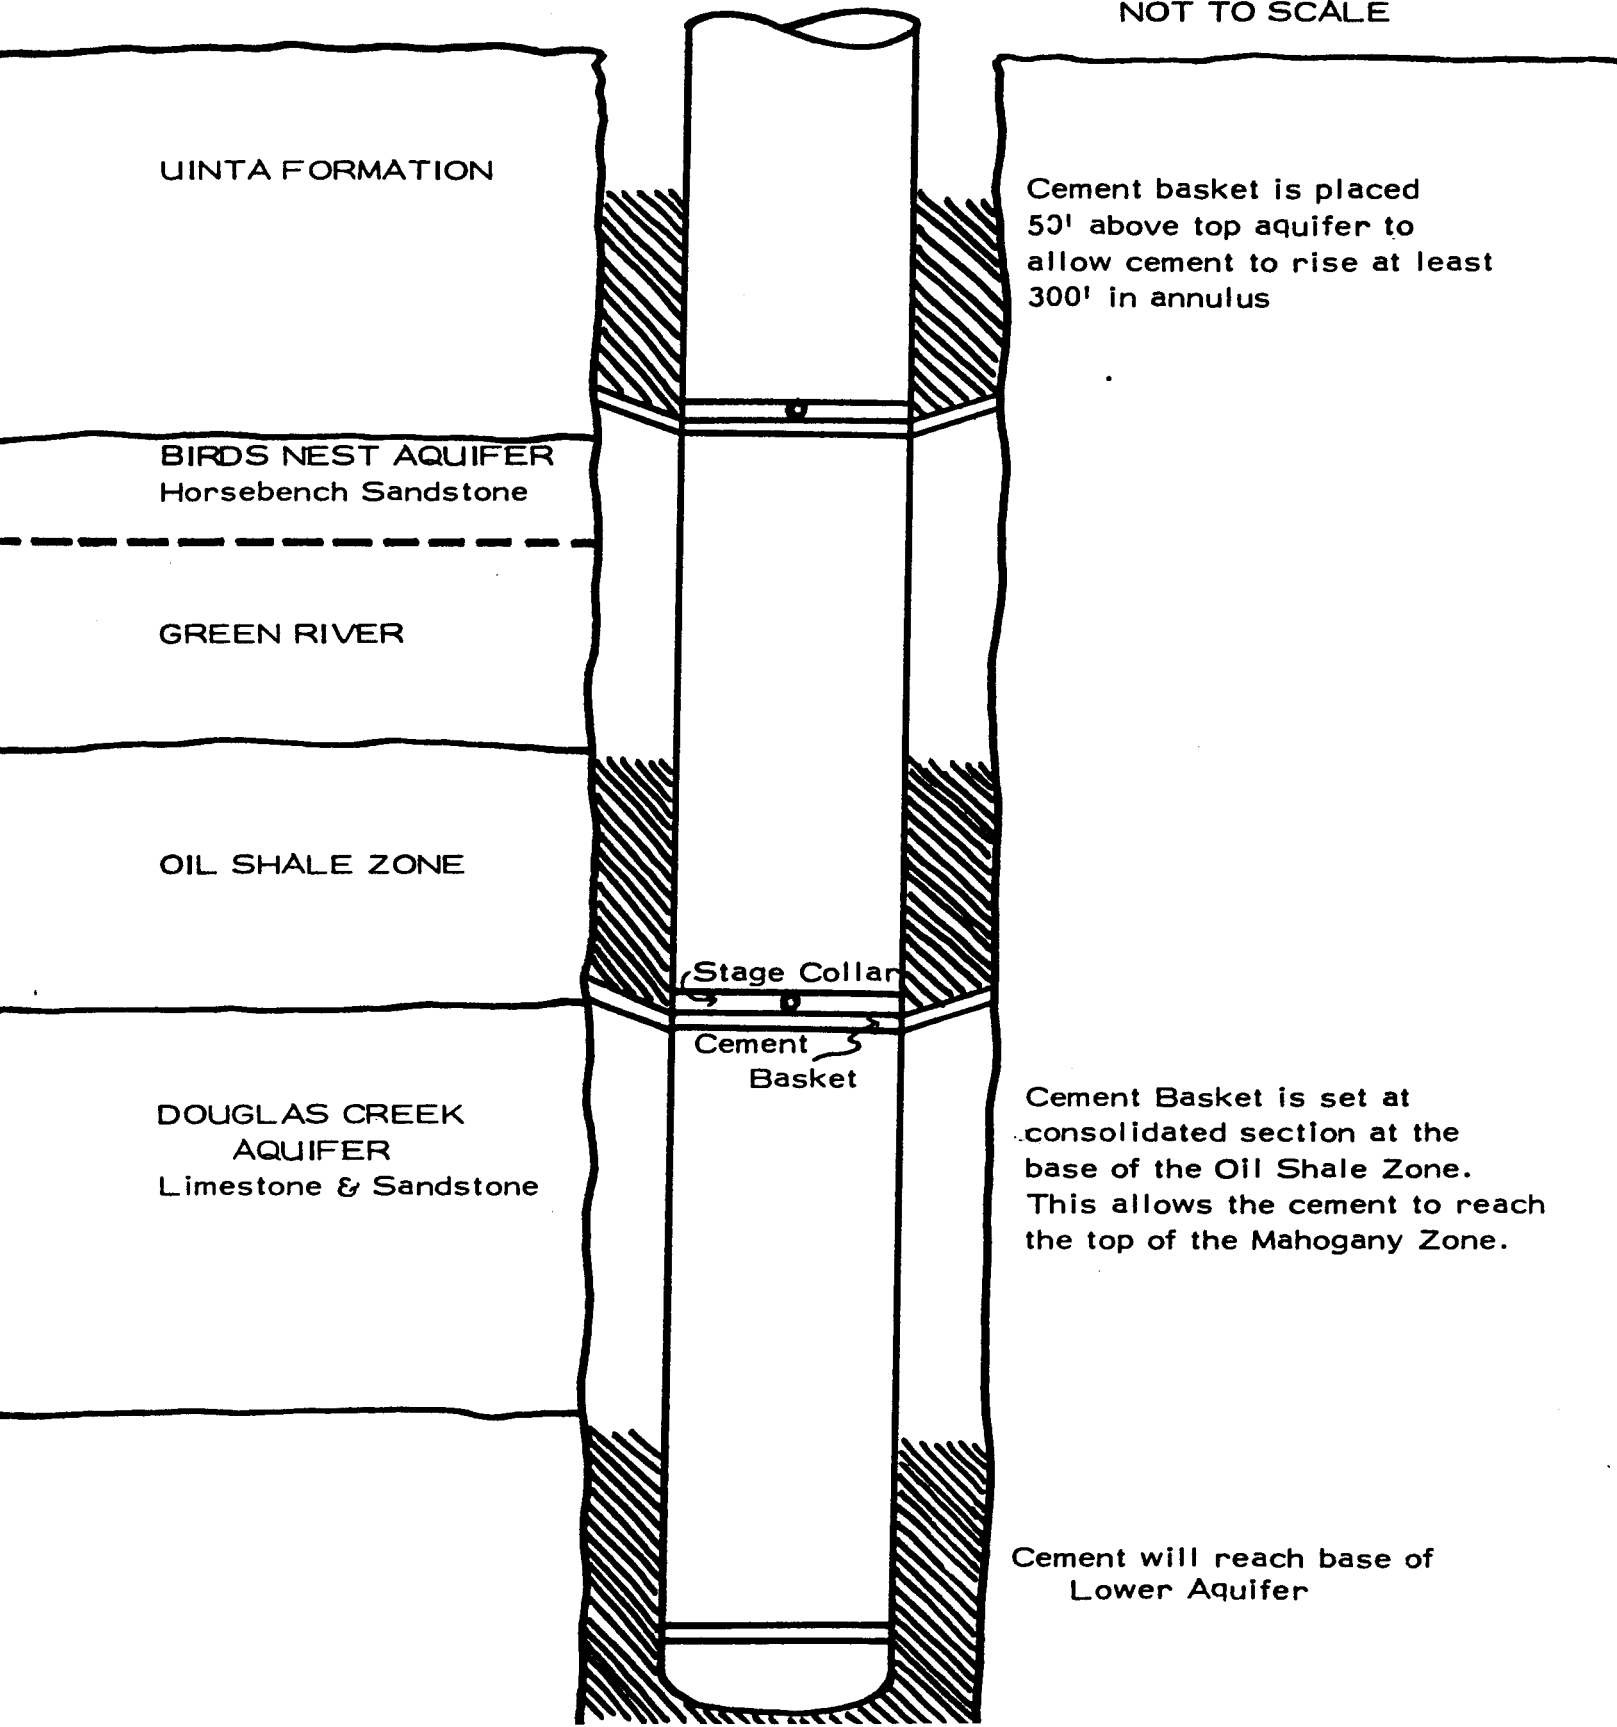 NOT TO SCALE
UINTA FORMATION
Cement basket is placed
50' above top aquifer to
allow cement to rise at least
300' in annulus
BIRDS NEST AQUIFER
Horsebench Sandstone
GREEN RIVER
OIL SHALE ZONE
Stage Collar
Cement
Basket
DOUGLAS CREEK
AQUIFER
Limestone & Sandstone
Cement Basket is set at
consolidated section at the
base of the Oil Shale Zone.
This allows the cement to reach
the top of the Mahogany Zone.
Cement will reach base of
Lower Aquifer